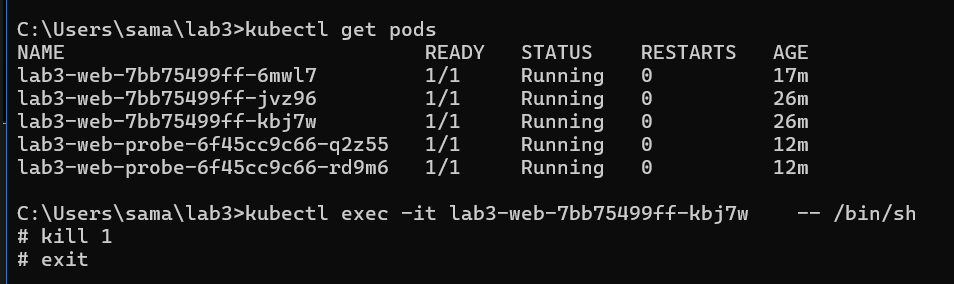 C:\Users\sama\lab3>kubectl get pods
NAME READY STATUS RESTARTS AGE
lab3-web-7bb75499ff-6mwl7 1/1 Running 0 17m
lab3-web-7bb75499ff-jvz96 1/1 Running 0 26m
lab3-web-7bb75499ff-kbj7w 1/1 Running 0 26m
lab3-web-probe-6f45cc9c66-q2z55 1/1 Running 0 12m
lab3-web-probe-6f45cc9c66-rd9m6 1/1 Running 0 12m
C:\Users\sama\lab3>kubectl exec -it lab3-web-7bb75499ff-kbj7w -- /bin/sh
# kill 1
# exit